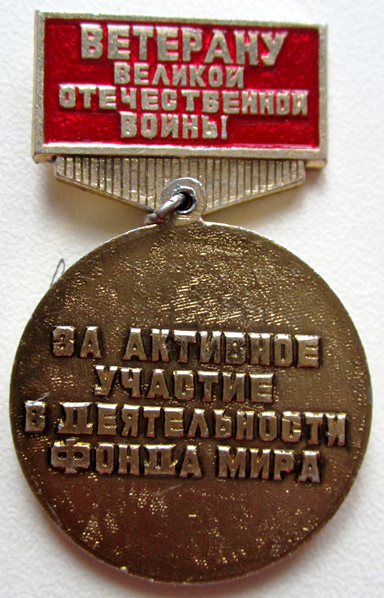 ВЕТЕРАНУ
ВЕЛИКОЙ
ОТЕЧЕСТВЕННОЙ
ВОЙНЫ
ЗА АКТИВНОЕ
УЧАСТИЕ
В ДЕЯТЕЛЬНОСТИ
ФОНДА МИРА